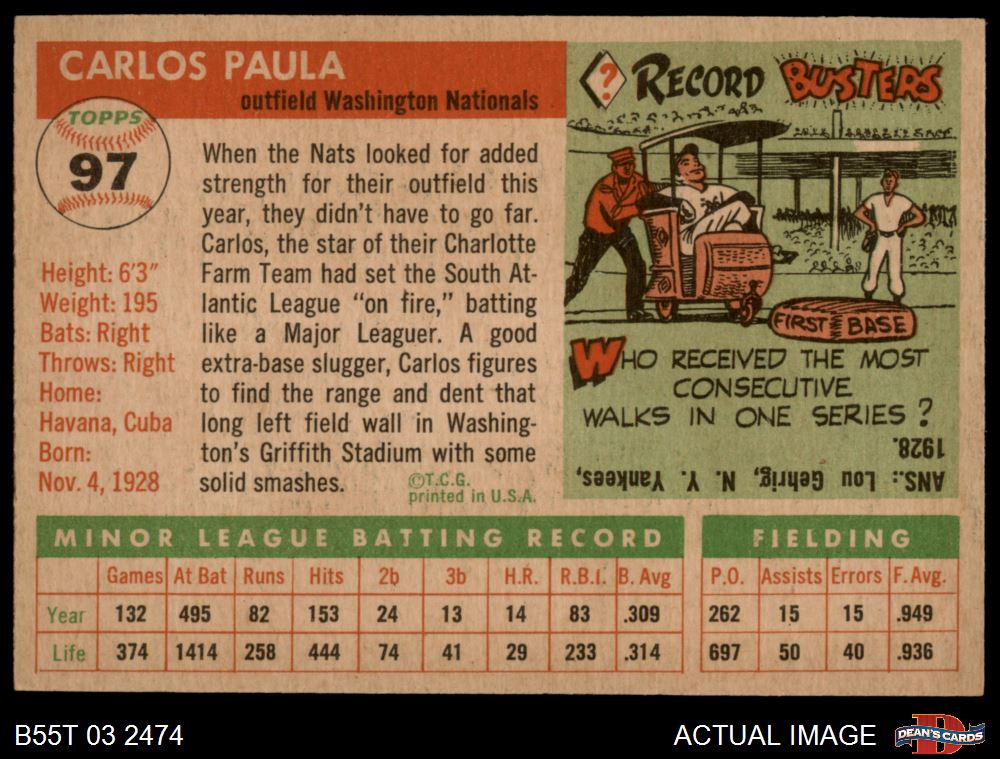 CARLOS PAULA
outfield Washington Nationals
TOPPS
97
Height: 6'3"
Weight: 195
Bats: Right
Throws: Right
Home:
Havana, Cuba
Born:
Nov. 4, 1928
When the Nats looked for added
strength for their outfield this
year, they didn't have to go far.
Carlos, the star of their Charlotte
Farm Team had set the South At-
lantic League "on fire," batting
like a Major Leaguer. A good
extra-base slugger, Carlos figures
to find the range and dent that
long left field wall in Washing-
ton's Griffith Stadium with some
solid smashes.
©T.C.G.
printed in U.S.A.
? RECORD BUSTERS
FIRST BASE
WHO RECEIVED THE MOST
CONSECUTIVE
WALKS IN ONE SERIES?
ANS.: Lou Gehrig, N. Y. Yankees,
1928.
MINOR LEAGUE BATTING RECORD
Games At Bat Runs Hits 2b 3b H.R. R.B.I. B. Avg
Year 132 495 82 153 24 13 14 83 .309
Life 374 1414 258 444 74 41 29 233 .314
FIELDING
P.O. Assists Errors F. Avg.
262 15 15 .949
697 50 40 .936
B55T 03 2474
ACTUAL IMAGE
DEAN'S CARDS